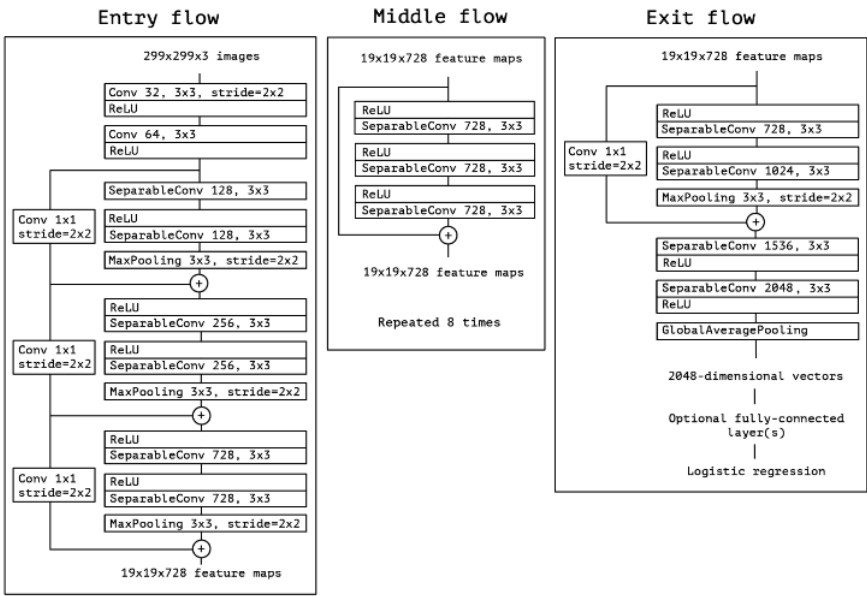 Entry flow
299x299x3 images
Conv 32, 3x3, stride=2x2
ReLU
Conv 64, 3x3
ReLU
SeparableConv 128, 3x3
Conv 1x1
stride=2x2
ReLU
SeparableConv 128, 3x3
MaxPooling 3x3, stride=2x2
+
ReLU
SeparableConv 256, 3x3
Conv 1x1
stride=2x2
ReLU
SeparableConv 256, 3x3
MaxPooling 3x3, stride=2x2
+
ReLU
SeparableConv 728, 3x3
Conv 1x1
stride=2x2
ReLU
SeparableConv 728, 3x3
MaxPooling 3x3, stride=2x2
+
19x19x728 feature maps
Middle flow
19x19x728 feature maps
ReLU
SeparableConv 728, 3x3
ReLU
SeparableConv 728, 3x3
ReLU
SeparableConv 728, 3x3
+
19x19x728 feature maps
Repeated 8 times
Exit flow
19x19x728 feature maps
ReLU
SeparableConv 728, 3x3
Conv 1x1
stride=2x2
ReLU
SeparableConv 1024, 3x3
MaxPooling 3x3, stride=2x2
+
SeparableConv 1536, 3x3
ReLU
SeparableConv 2048, 3x3
ReLU
GlobalAveragePooling
2048-dimensional vectors
Optional fully-connected
layer(s)
Logistic regression